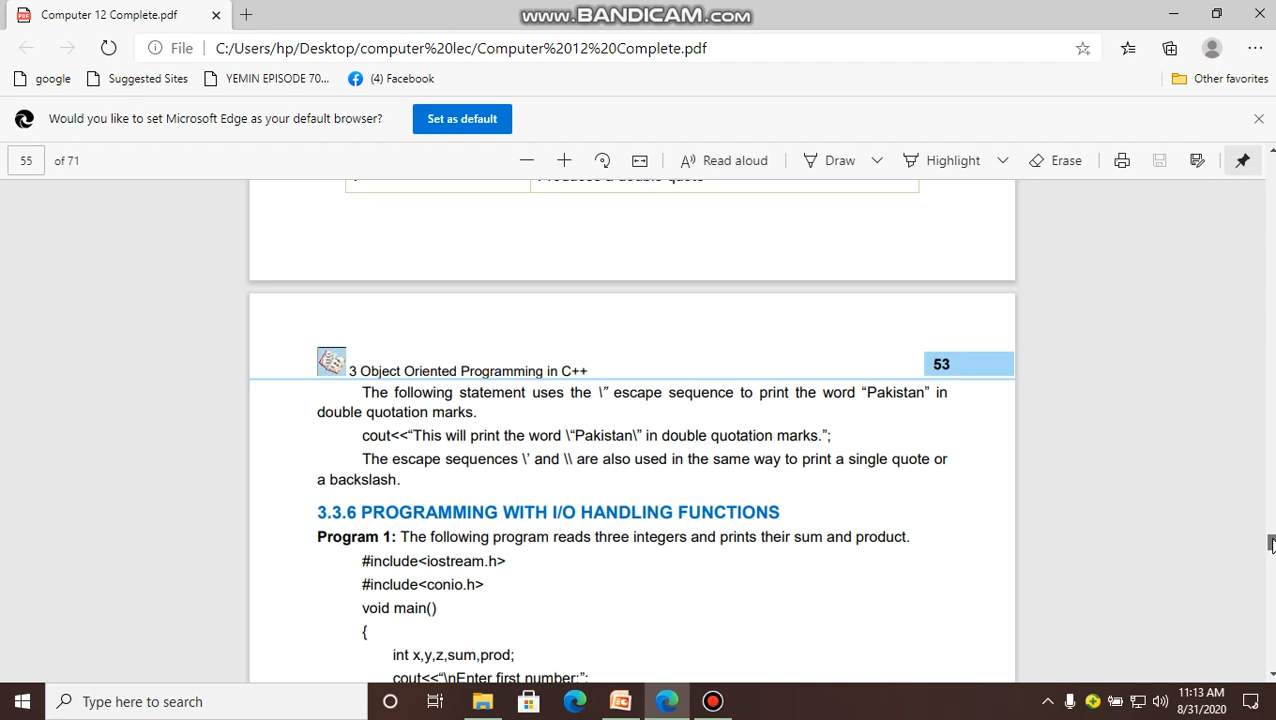 Computer 12 Complete.pdf
www.BANDICAM.com
File
C:/Users/hp/Desktop/computer%20lec/Computer%2012%20Complete.pdf
google
Suggested Sites
YEMIN EPISODE 70...
(4) Facebook
Other favorites
Would you like to set Microsoft Edge as your default browser?
Set as default
55 of 71
Read aloud
Draw
Highlight
Erase
Produces a double quote
3 Object Oriented Programming in C++
53
The following statement uses the \” escape sequence to print the word “Pakistan” in
double quotation marks.
cout<<“This will print the word \“Pakistan\” in double quotation marks.”;
The escape sequences \’ and \\ are also used in the same way to print a single quote or
a backslash.
3.3.6 PROGRAMMING WITH I/O HANDLING FUNCTIONS
Program 1: The following program reads three integers and prints their sum and product.
#include<iostream.h>
#include<conio.h>
void main()
{
int x,y,z,sum,prod;
cout<<“\nEnter first number:”;
Type here to search
11:13 AM
8/31/2020